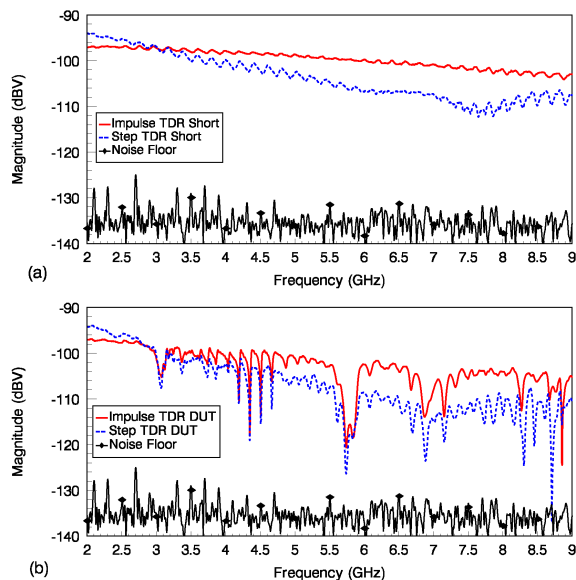 -90
-100
-110
-120
-130
-140
Magnitude (dBV)
Impulse TDR Short
Step TDR Short
Noise Floor
2 2.5 3 3.5 4 4.5 5 5.5 6 6.5 7 7.5 8 8.5 9
Frequency (GHz)
(a)
-90
-100
-110
-120
-130
-140
Magnitude (dBV)
Impulse TDR DUT
Step TDR DUT
Noise Floor
2 2.5 3 3.5 4 4.5 5 5.5 6 6.5 7 7.5 8 8.5 9
Frequency (GHz)
(b)